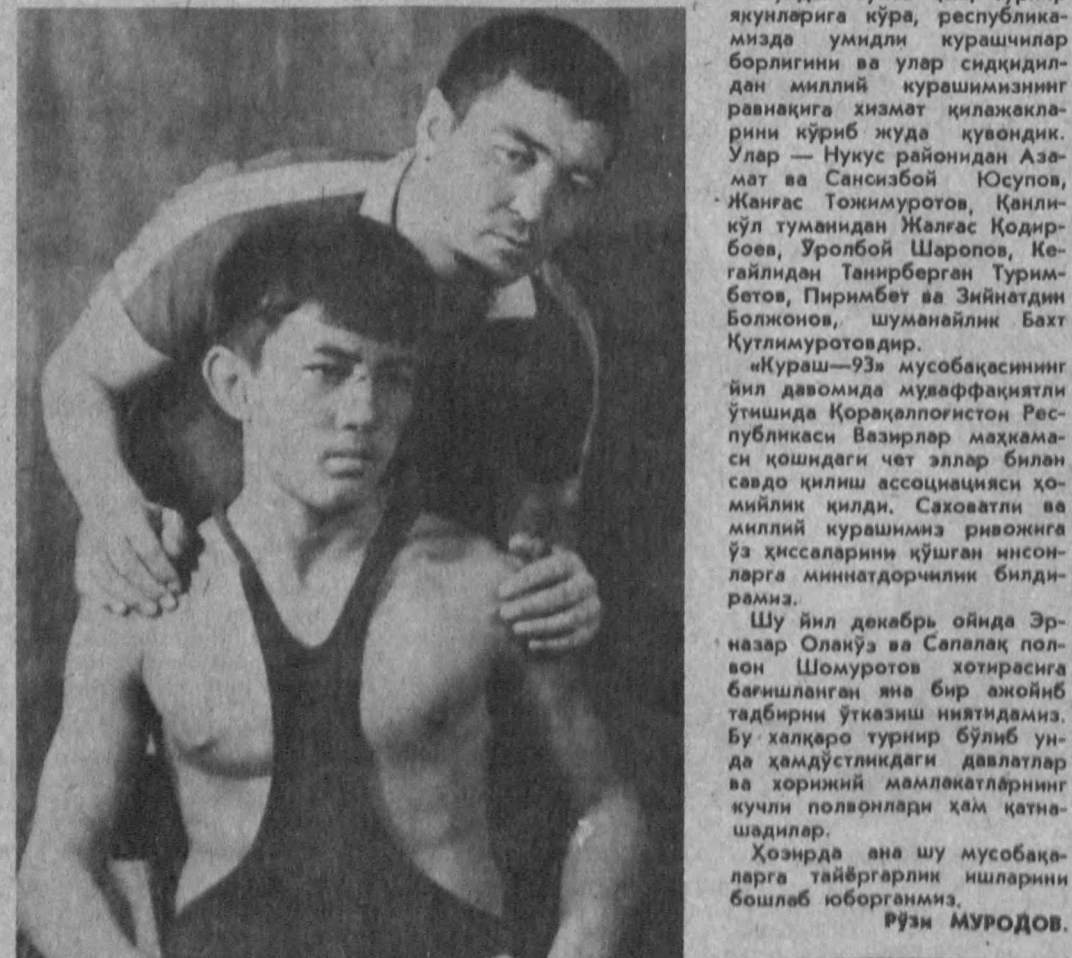 якунларига кўра, республика-
мизда умидли курашчилар
борлигини ва улар сидқидил-
дан миллий курашимизнинг
равнақига хизмат қилажакла-
рини кўриб жуда қувондик.
Улар — Нукус районидан Аза-
мат ва Сансизбой Юсупов,
Жанғас Тожимуротов, Қанли-
кўл туманидан Жалғас Қодир-
боев, Ўролбой Шаропов, Ке-
гайлидан Танирберган Турим-
бетов, Пиримбет ва Зийнатдин
Болжонов, шуманайлик Бахт
Қутлимуротовдир.
«Кураш—93» мусобақасининг
йил давомида муваффақиятли
ўтишида Қорақалпоғистон Рес-
публикаси Вазирлар маҳкама-
си қошидаги чет эллар билан
савдо қилиш ассоциацияси ҳо-
мийлик қилди. Саховатли ва
миллий курашимиз ривожига
ўз ҳиссаларини қўшган инсон-
ларга миннатдорчилик билди-
рамиз.
Шу йил декабрь ойида Эр-
назар Олакўз ва Сапалақ пол-
вон Шомуротов хотирасига
бағишланган яна бир ажойиб
тадбирни ўтказиш ниятидамиз.
Бу халқаро турнир бўлиб ун-
да ҳамдўстликдаги давлатлар
ва хорижий мамлакатларнинг
кучли полвонлари ҳам қатна-
шадилар.
Ҳозирда ана шу мусобақа-
ларга тайёргарлик ишларини
бошлаб юборганмиз.
Рўзи МУРОДОВ.